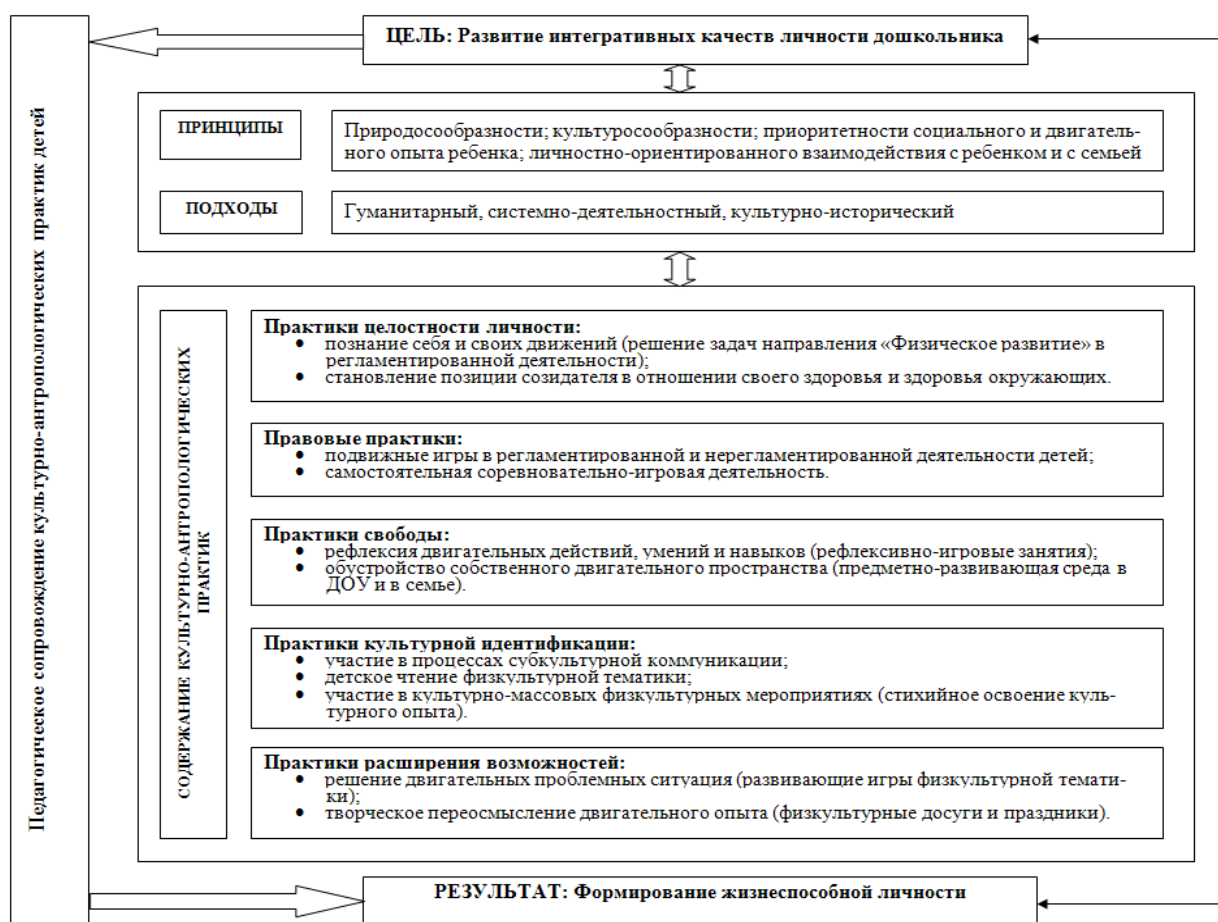 Педагогическое сопровождение культурно-антропологических практик детей
ЦЕЛЬ: Развитие интегративных качеств личности дошкольника
ПРИНЦИПЫ
Природосообразности; культуросообразности; приоритетности социального и двигатель-
ного опыта ребенка; личностно-ориентированного взаимодействия с ребенком и с семьей
ПОДХОДЫ
Гуманитарный, системно-деятельностный, культурно-исторический
СОДЕРЖАНИЕ КУЛЬТУРНО-АНТРОПОЛОГИЧЕСКИХ
ПРАКТИК
Практики целостности личности:
• познание себя и своих движений (решение задач направления «Физическое развитие» в
регламентированной деятельности);
• становление позиции созидателя в отношении своего здоровья и здоровья окружающих.
Правовые практики:
• подвижные игры в регламентированной и нерегламентированной деятельности детей;
• самостоятельная соревновательно-игровая деятельность.
Практики свободы:
• рефлексия двигательных действий, умений и навыков (рефлексивно-игровые занятия);
• обустройство собственного двигательного пространства (предметно-развивающая среда в
ДОУ и в семье).
Практики культурной идентификации:
• участие в процессах субкультурной коммуникации;
• детское чтение физкультурной тематики;
• участие в культурно-массовых физкультурных мероприятиях (стихийное освоение куль-
турного опыта).
Практики расширения возможностей:
• решение двигательных проблемных ситуация (развивающие игры физкультурной темати-
ки);
• творческое переосмысление двигательного опыта (физкультурные досуги и праздники).
РЕЗУЛЬТАТ: Формирование жизнеспособной личности